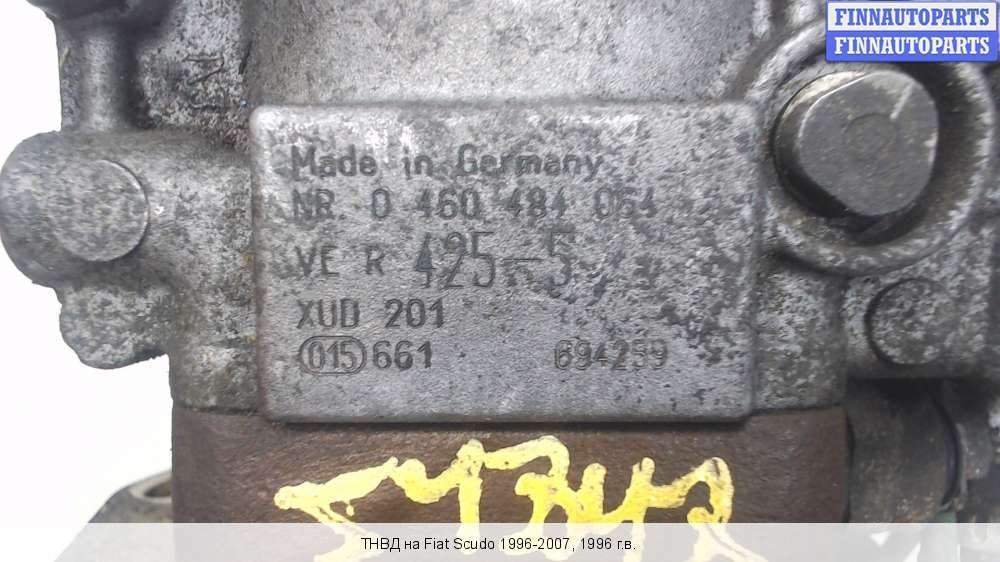 FINNAUTOPARTS
FINNAUTOPARTS
Made in Germany
NR. 0 460 484 064
VE R 425-5
XUD 201
015 661 694259
ТНВД на Fiat Scudo 1996-2007, 1996 г.в.